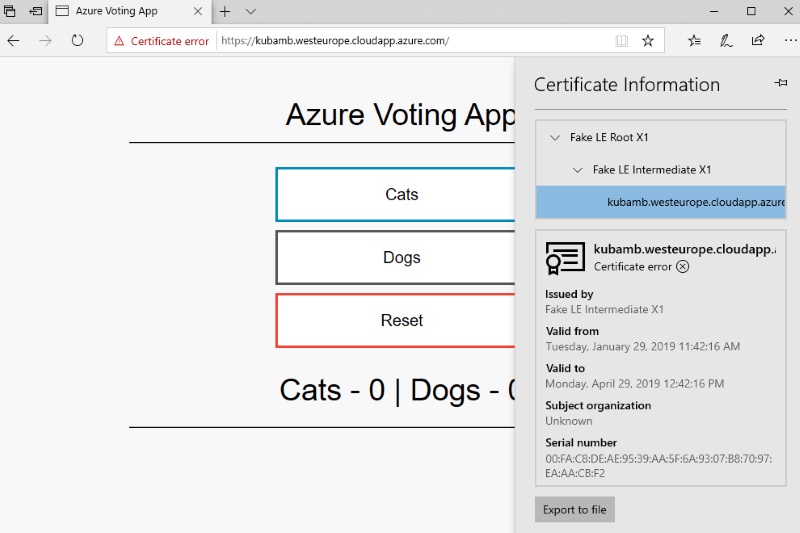 Azure Voting App
Certificate error
https://kubamb.westeurope.cloudapp.azure.com/
Azure Voting App
Cats
Dogs
Reset
Cats - 0 | Dogs - 0
Certificate Information
Fake LE Root X1
Fake LE Intermediate X1
kubamb.westeurope.cloudapp.azure
kubamb.westeurope.cloudapp.
Certificate error
Issued by
Fake LE Intermediate X1
Valid from
Tuesday, January 29, 2019 11:42:16 AM
Valid to
Monday, April 29, 2019 12:42:16 PM
Subject organization
Unknown
Serial number
00:FA:C8:DE:AE:95:39:AA:5F:6A:93:07:B8:70:97:
EA:AA:CB:F2
Export to file